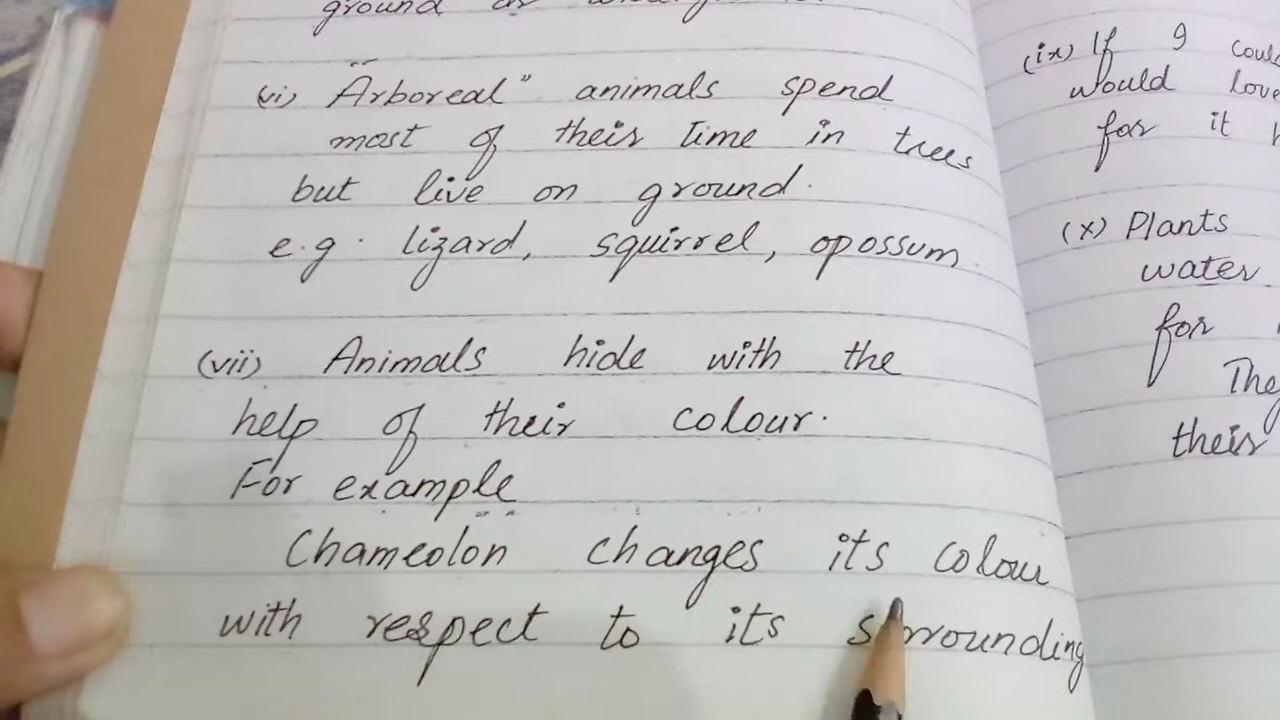 ground or
(vi) "Arboreal" animals spend
most of their time in trees
but live on ground.
e.g. lizard, squirrel, opossum.
(vii) Animals hide with the
help of their colour.
For example
Chameolon changes its colour
with respect to its surrounding
(ix) If I
would love
for it
(x) Plants
water
for
their